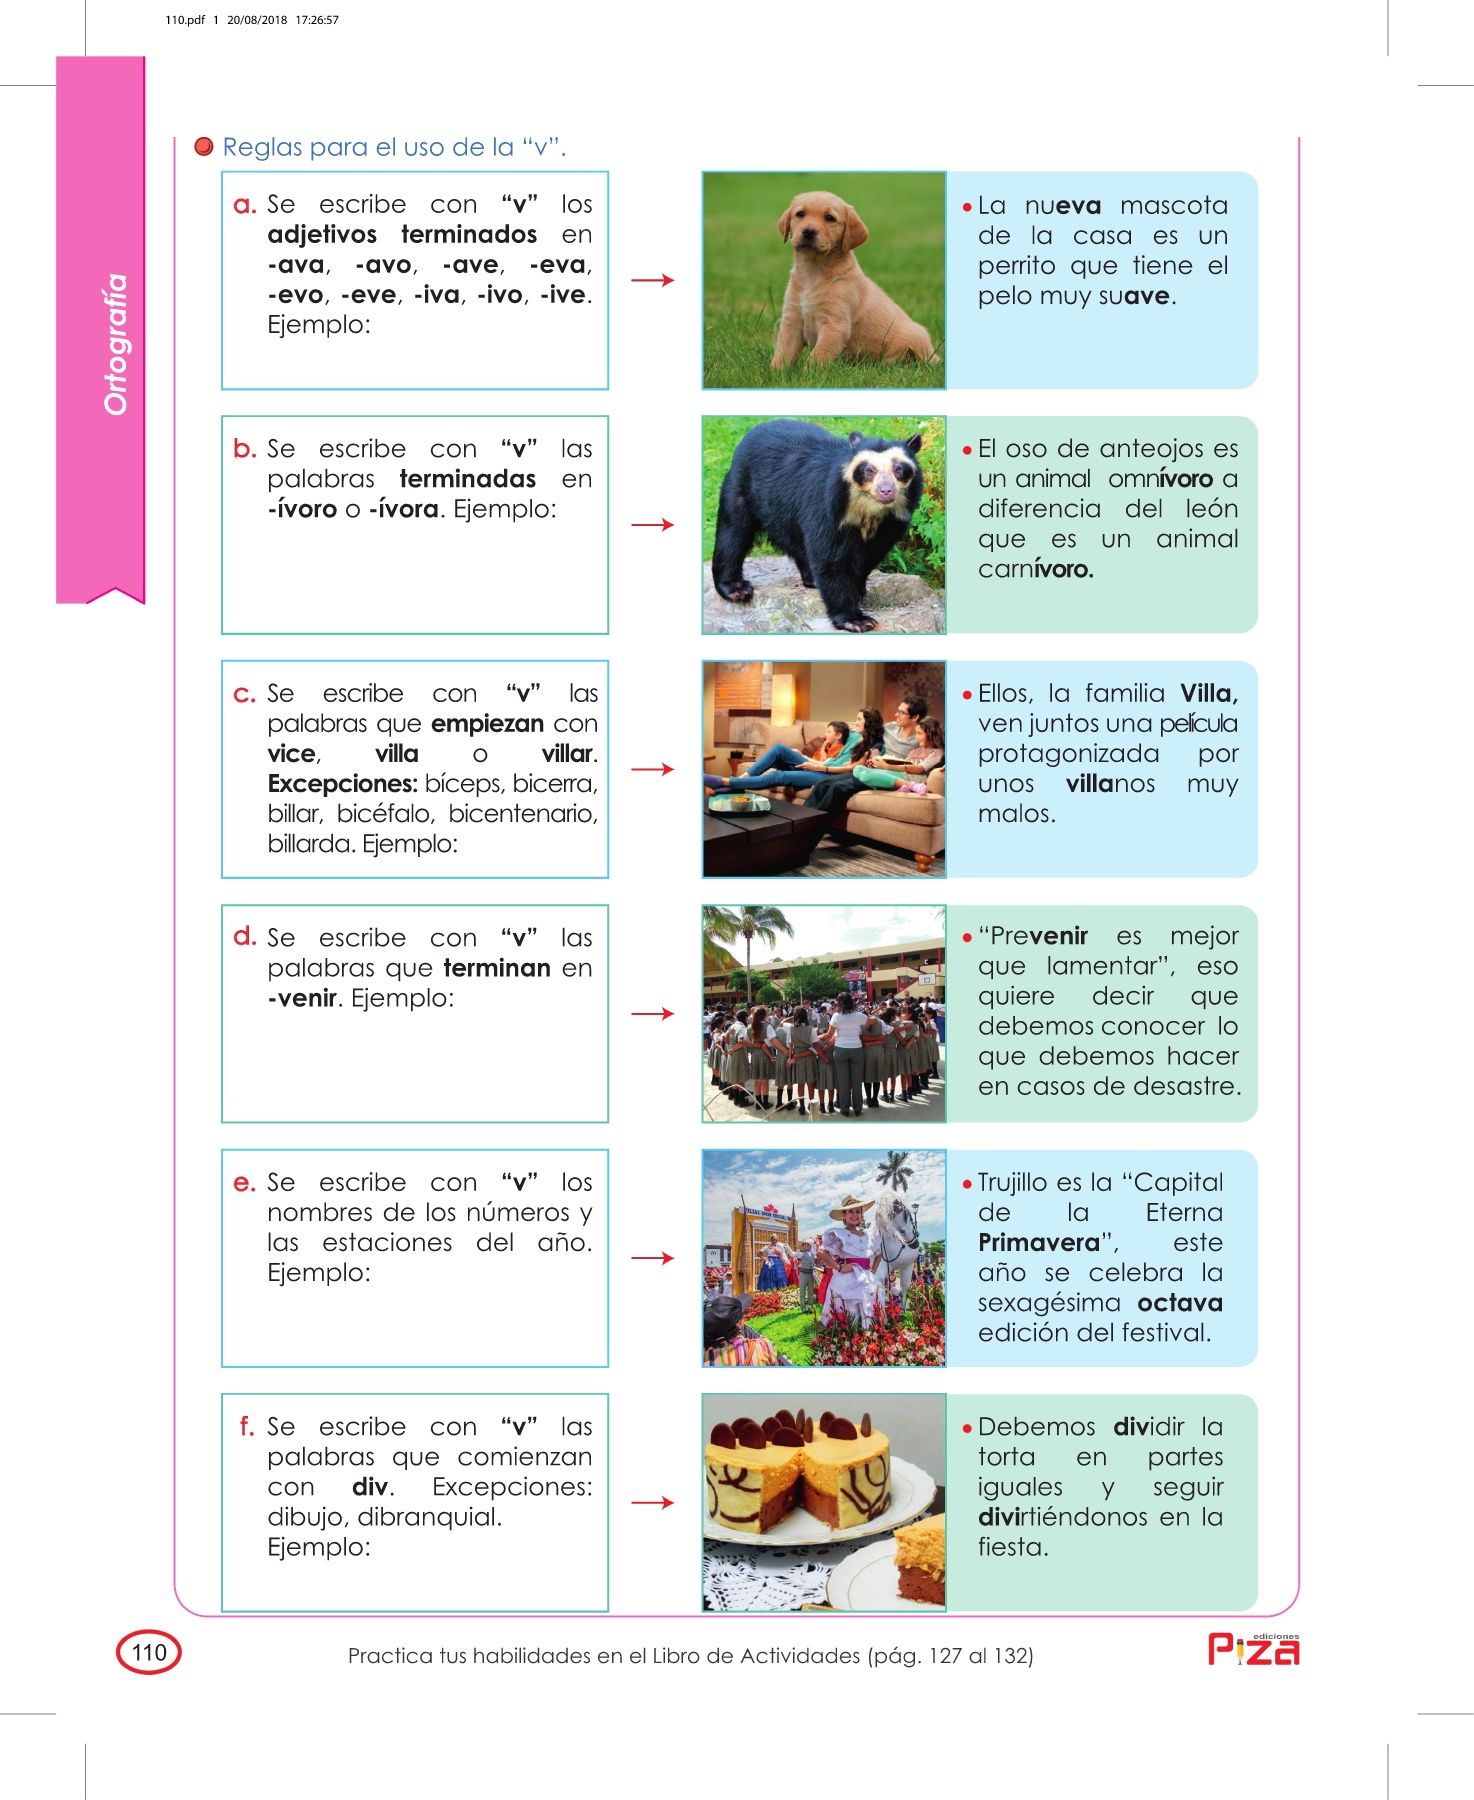 110.pdf 1 20/08/2018 17:26:57
Ortografía
Reglas para el uso de la “v”.
a. Se escribe con “v” los
adjetivos terminados en
-ava, -avo, -ave, -eva,
-evo, -eve, -iva, -ivo, -ive.
Ejemplo:
• La nueva mascota
de la casa es un
perrito que tiene el
pelo muy suave.
b. Se escribe con “v” las
palabras terminadas en
-ívoro o -ívora. Ejemplo:
• El oso de anteojos es
un animal omnívoro a
diferencia del león
que es un animal
carnívoro.
c. Se escribe con “v” las
palabras que empiezan con
vice, villa o villar.
Excepciones: bíceps, bicerra,
billar, bicéfalo, bicentenario,
billarda. Ejemplo:
• Ellos, la familia Villa,
ven juntos una película
protagonizada por
unos villanos muy
malos.
d. Se escribe con “v” las
palabras que terminan en
-venir. Ejemplo:
• “Prevenir es mejor
que lamentar”, eso
quiere decir que
debemos conocer lo
que debemos hacer
en casos de desastre.
e. Se escribe con “v” los
nombres de los números y
las estaciones del año.
Ejemplo:
• Trujillo es la “Capital
de la Eterna
Primavera”, este
año se celebra la
sexagésima octava
edición del festival.
f. Se escribe con “v” las
palabras que comienzan
con div. Excepciones:
dibujo, dibranquial.
Ejemplo:
• Debemos dividir la
torta en partes
iguales y seguir
divirtiéndonos en la
fiesta.
110
Practica tus habilidades en el Libro de Actividades (pág. 127 al 132)
ediciones
Piza